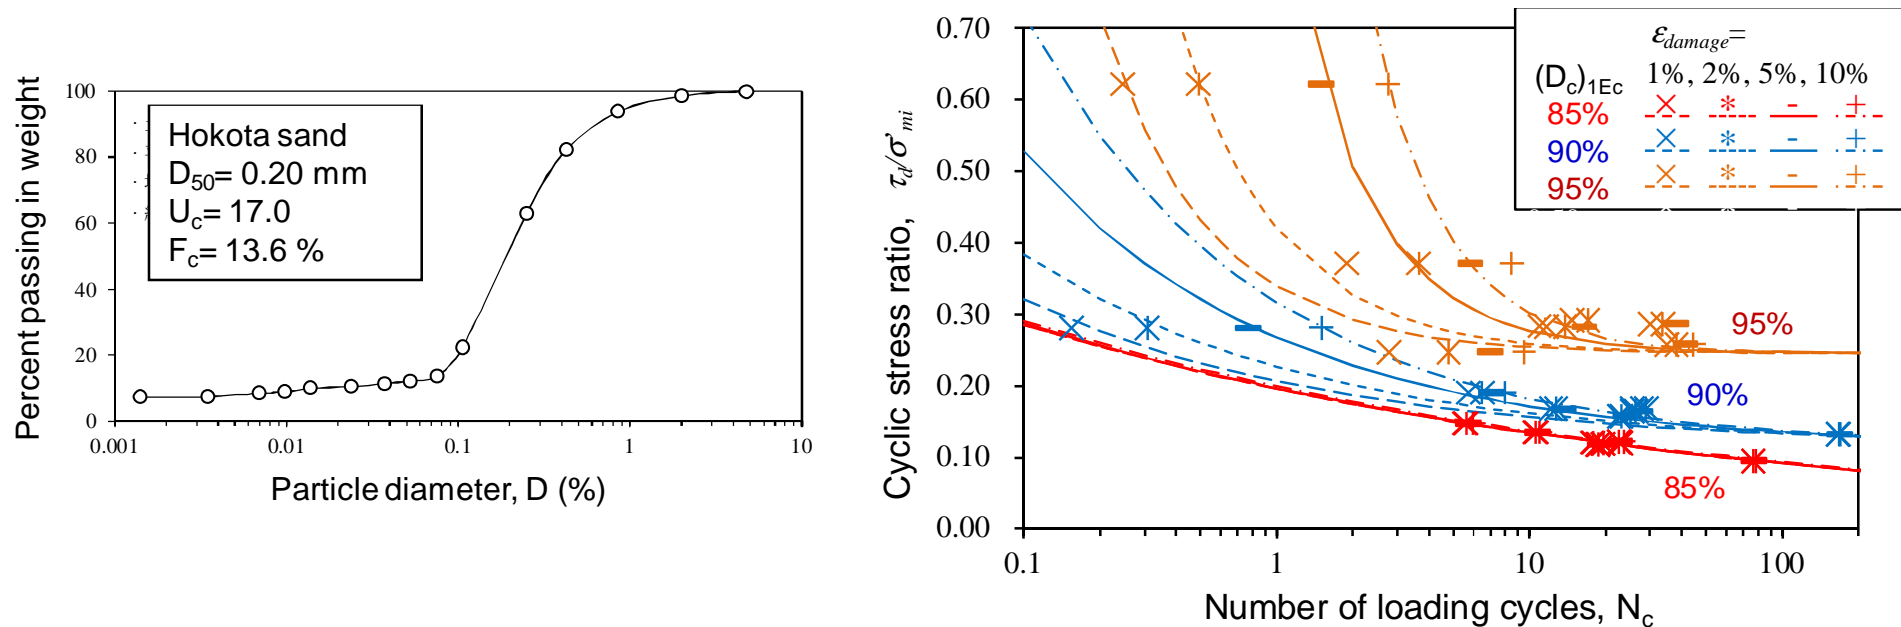 Percent passing in weight
100
80
60
40
20
0
Hokota sand
D50= 0.20 mm
Uc= 17.0
Fc= 13.6 %
0.001 0.01 0.1 1 10
Particle diameter, D (%)
Cyclic stress ratio, τd/σ'mi
0.70
0.60
0.50
0.40
0.30
0.20
0.10
0.00
εdamage=
(Dc)1Ec 1%, 2%, 5%, 10%
85%
90%
95%
95%
90%
85%
0.1 1 10 100
Number of loading cycles, Nc